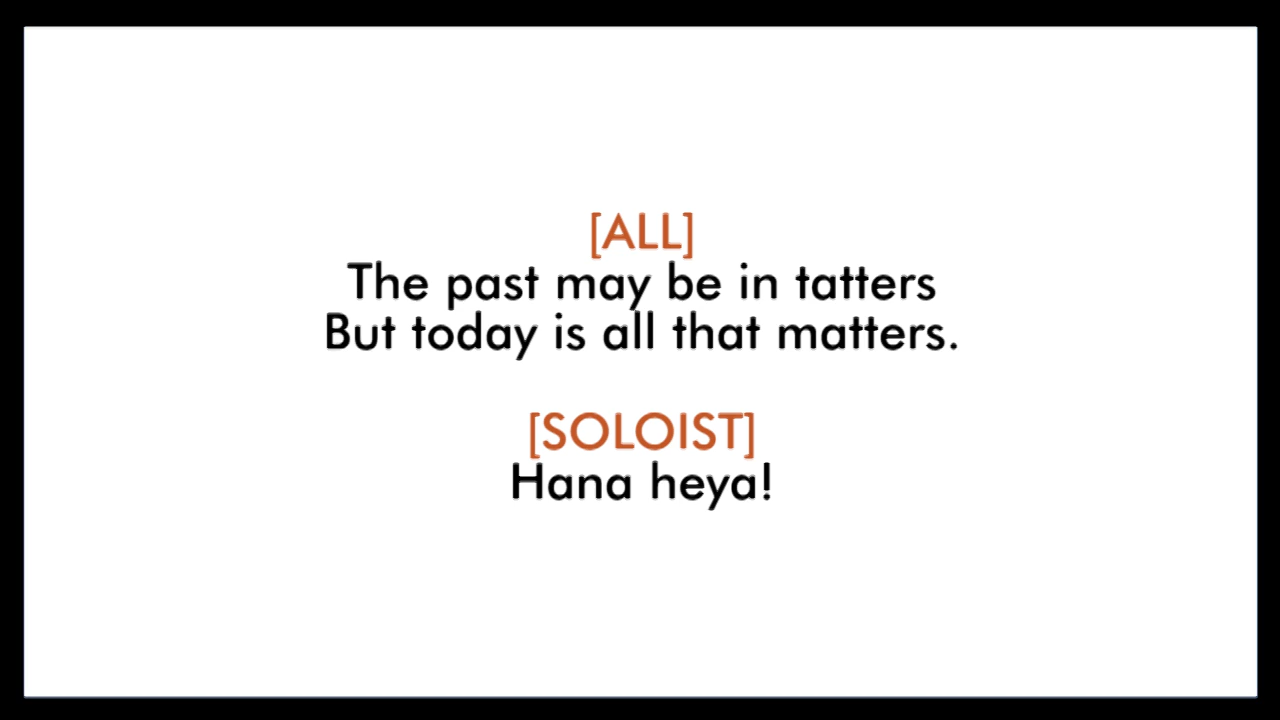 [ALL]
The past may be in tatters
But today is all that matters.
[SOLOIST]
Hana heya!